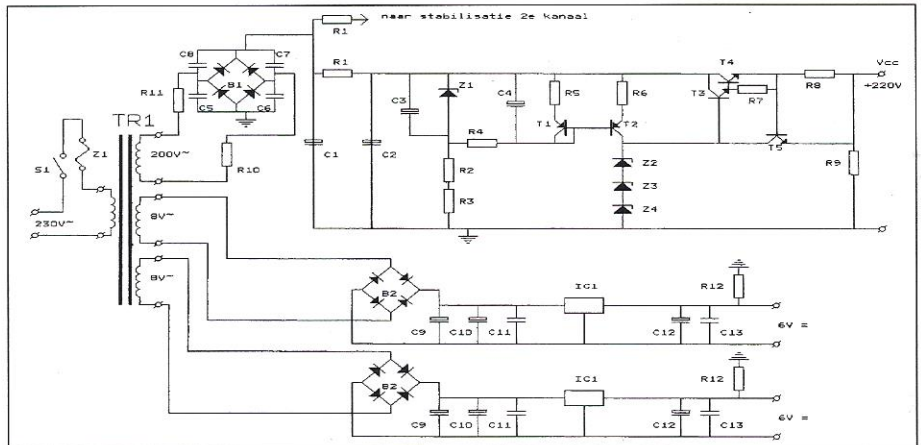 R1 naar stabilisatie 2e kanaal
C8 C7
B1
R11
C5 C6
TR1
S1 Z1
230V~
200V~
R10
8V~
8V~
R1
C1 C2
Z1
C3
C4
R5 R6
T1 T2
R4
R2
R3
Z2
Z3
Z4
T4
T3
R7
T5
R8
R9
Vcc
+220V
B2
C9 C10 C11
IC1
C12 C13
R12
6V =
B2
C9 C10 C11
IC1
C12 C13
R12
6V =